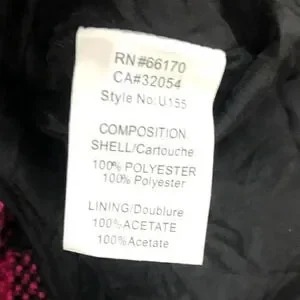 RN#66170
CA#32054
Style No:U155
COMPOSITION
SHELL/Cartouche
100% POLYESTER
100% Polyester
LINING/Doublure
100% ACETATE
100% Acetate